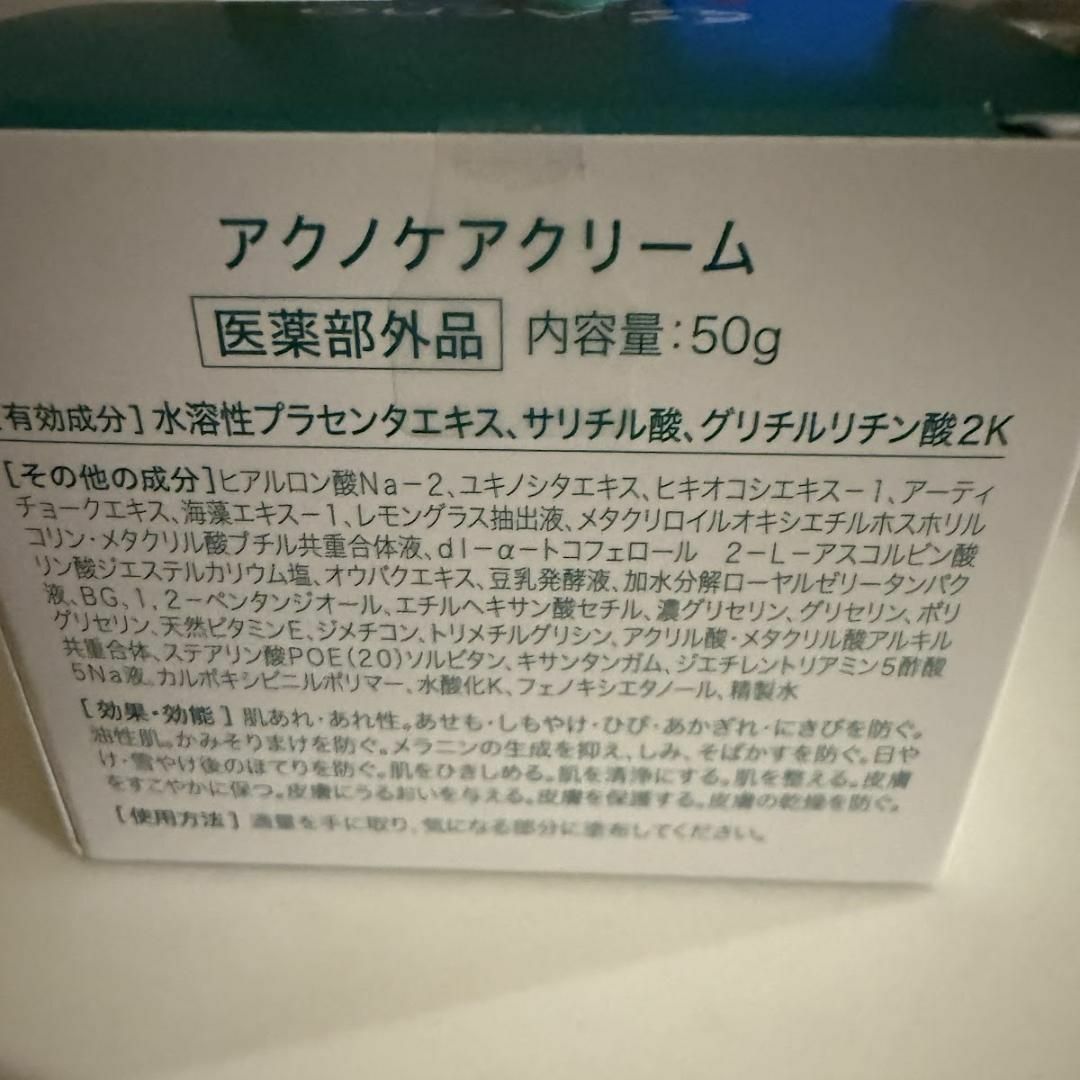 アクノケアクリーム
医薬部外品 内容量:50g
[有効成分]水溶性プラセンタエキス、サリチル酸、グリチルリチン酸2K
[その他の成分]ヒアルロン酸Na-2、ユキノシタエキス、ヒキオコシエキス-1、アーティ
チョークエキス、海藻エキス-1、レモングラス抽出液、メタクリロイルオキシエチルホスホリル
コリン・メタクリル酸ブチル共重合体液、dl-α-トコフェロール 2-L-アスコルビン酸
リン酸ジエステルカリウム塩、オウバクエキス、豆乳発酵液、加水分解ローヤルゼリータンパク
液、BG、1,2-ペンタンジオール、エチルヘキサン酸セチル、濃グリセリン、グリセリン、ポリ
グリセリン、天然ビタミンE、ジメチコン、トリメチルグリシン、アクリル酸・メタクリル酸アルキル
共重合体、ステアリン酸POE(20)ソルビタン、キサンタンガム、ジエチレントリアミン5酢酸
5Na液、カルボキシビニルポリマー、水酸化K、フェノキシエタノール、精製水
[効果・効能]肌あれ・あれ性。あせも・しもやけ・ひび・あかぎれ・にきびを防ぐ。
油性肌。かみそりまけを防ぐ。メラニンの生成を抑え、しみ、そばかすを防ぐ。日や
け・雪やけ後のほてりを防ぐ。肌をひきしめる。肌を清浄にする。肌を整える。皮膚
をすこやかに保つ。皮膚にうるおいを与える。皮膚を保護する。皮膚の乾燥を防ぐ。
[使用方法]適量を手に取り、気になる部分に塗布してください。